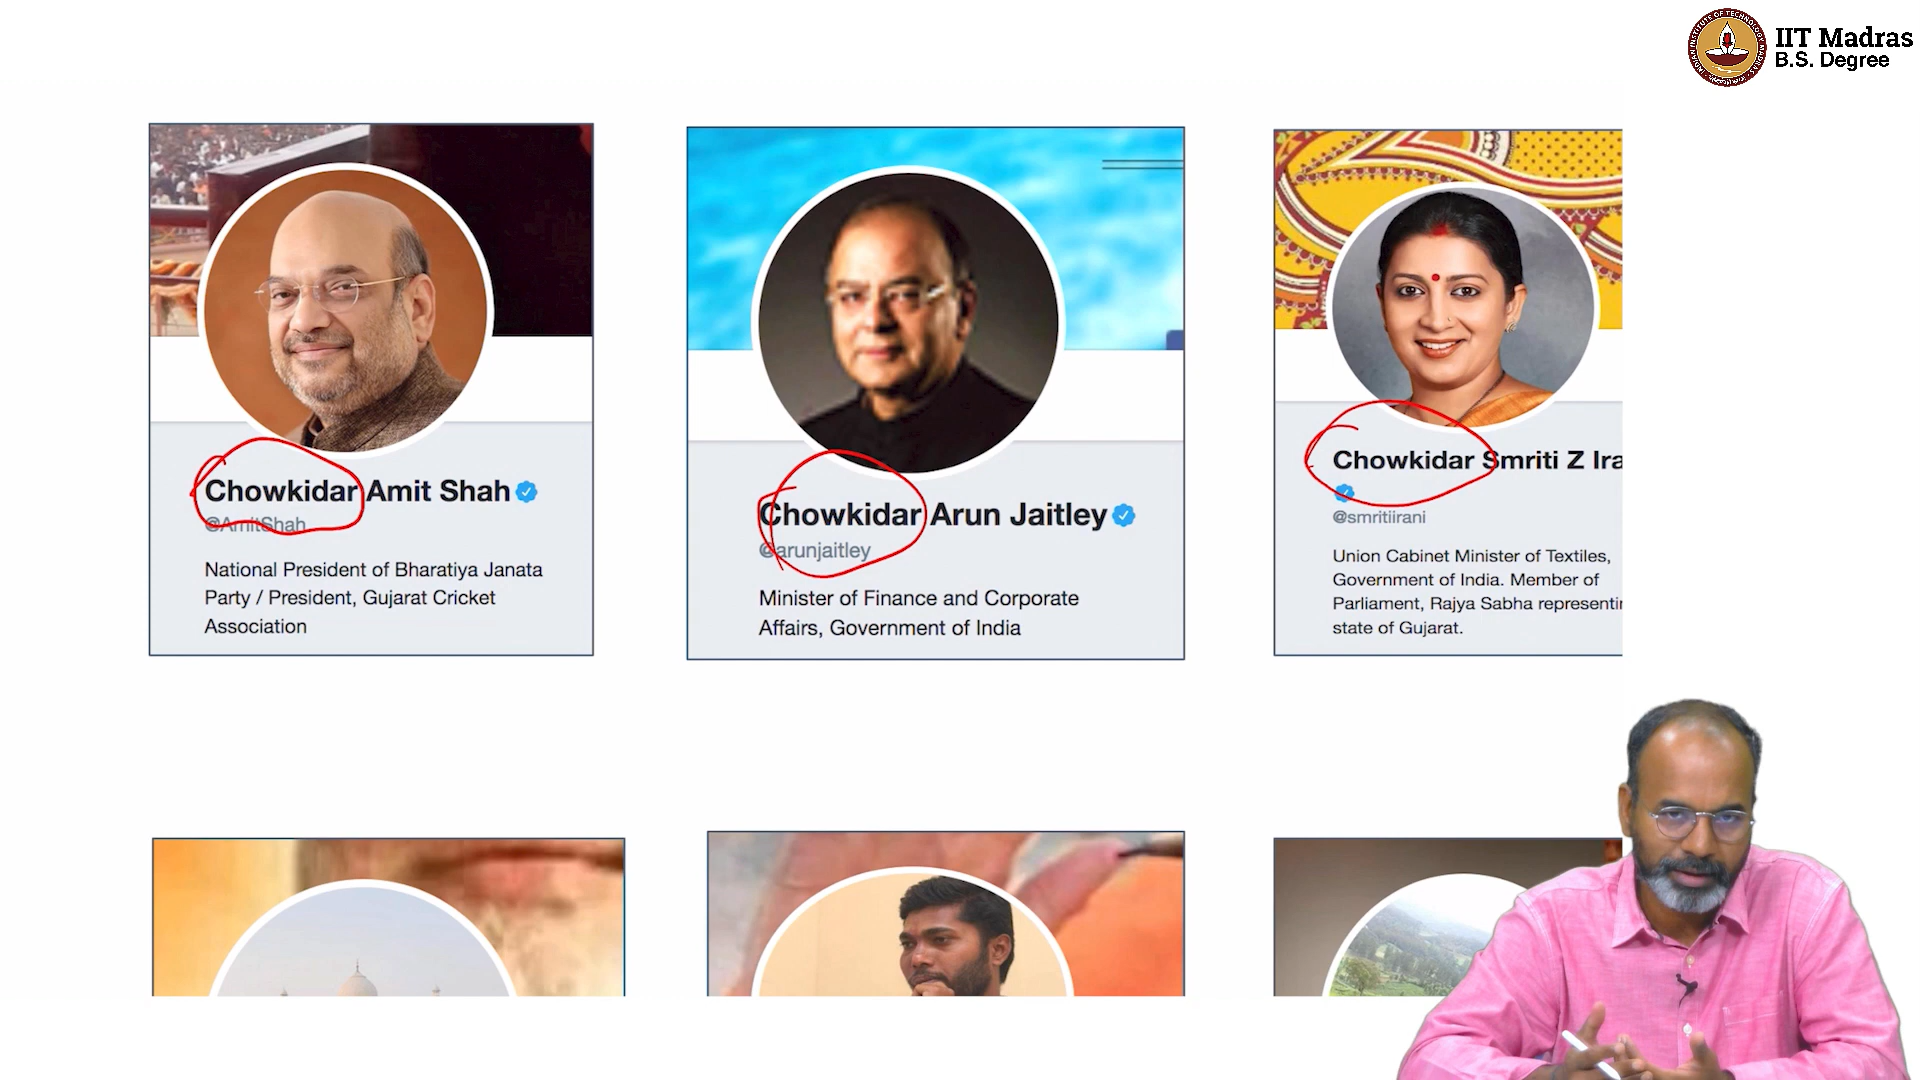 IIT Madras
B.S. Degree
Chowkidar Amit Shah
@AmitShah
National President of Bharatiya Janata
Party / President, Gujarat Cricket
Association
Chowkidar Arun Jaitley
@arunjaitley
Minister of Finance and Corporate
Affairs, Government of India
Chowkidar Smriti Z Ira
@smritiirani
Union Cabinet Minister of Textiles,
Government of India. Member of
Parliament, Rajya Sabha representin
state of Gujarat.